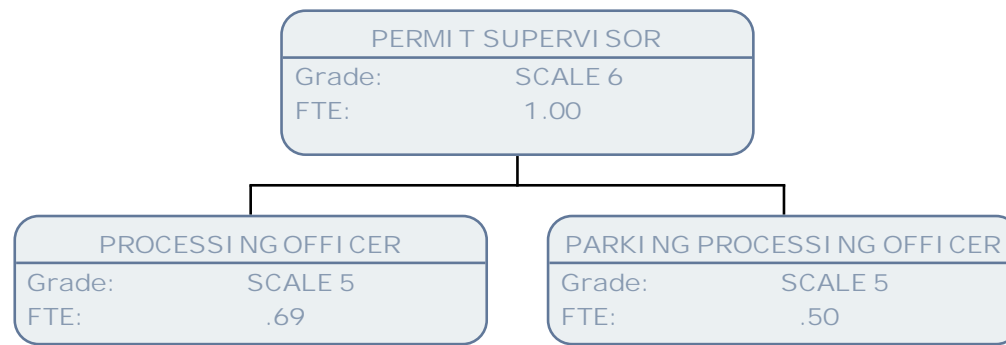 PERMIT SUPERVISOR
Grade: SCALE 6
FTE: 1.00
PROCESSING OFFICER
Grade: SCALE 5
FTE: .69
PARKING PROCESSING OFFICER
Grade: SCALE 5
FTE: .50